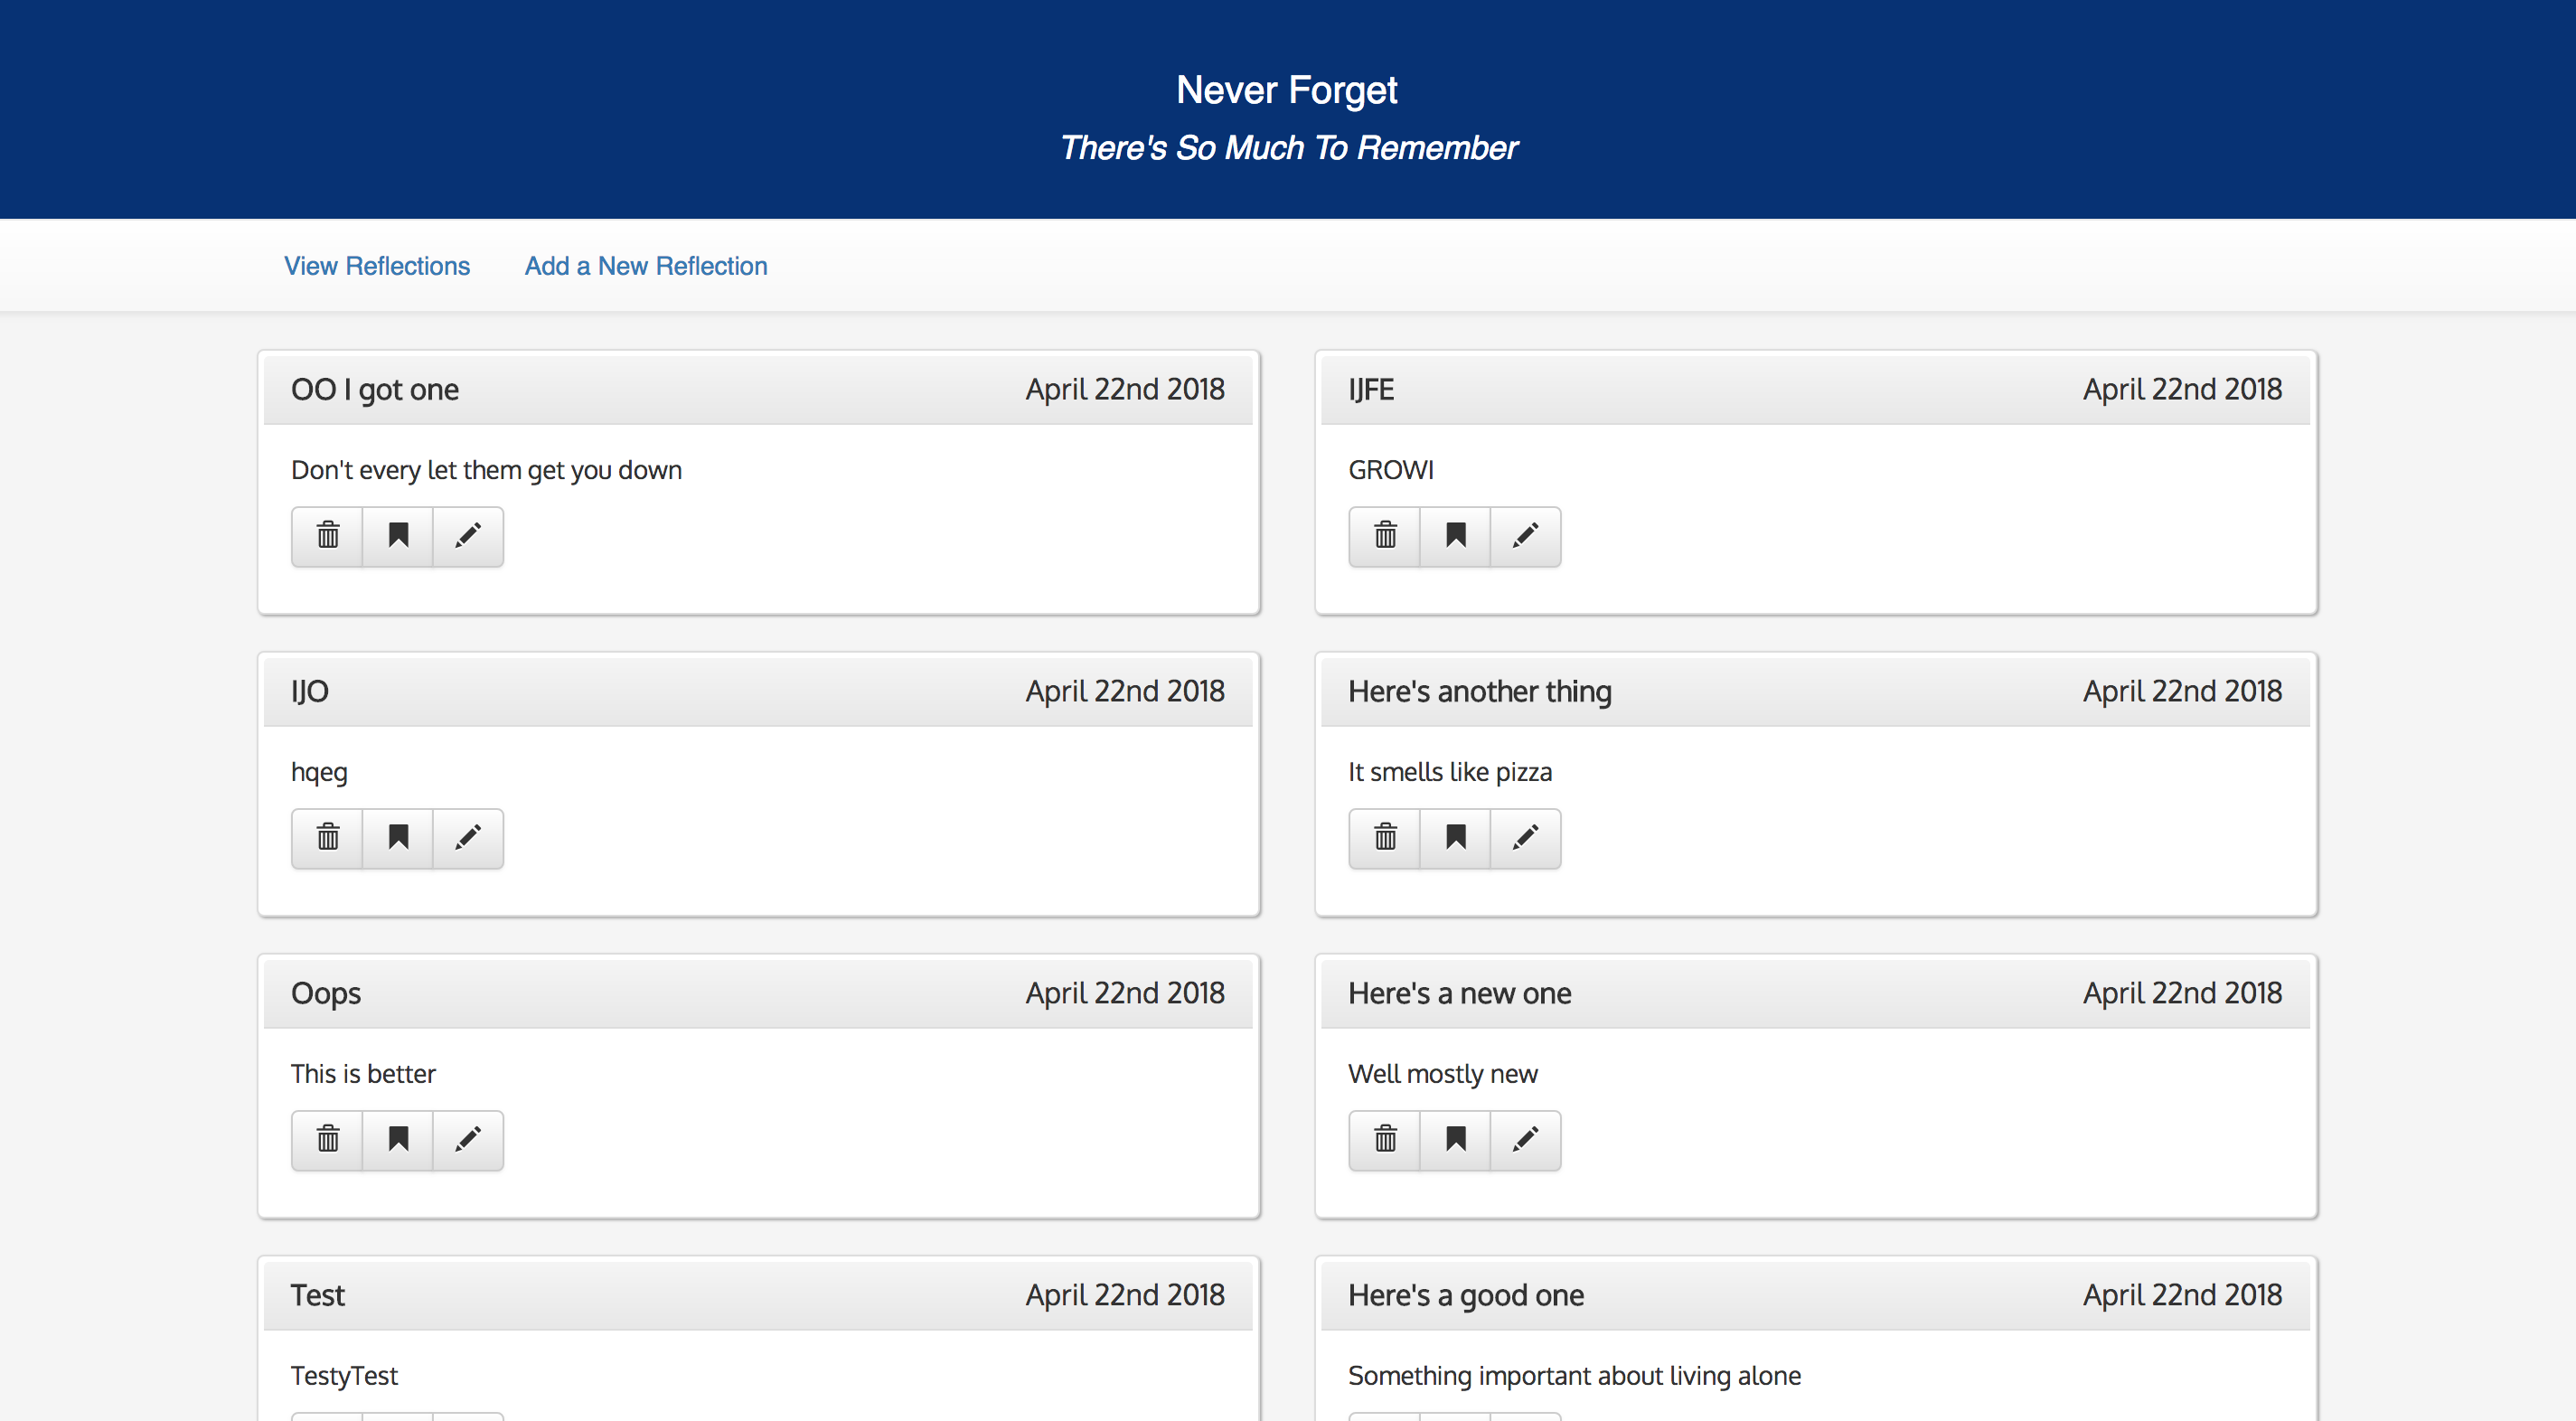 Never Forget
There's So Much To Remember
View Reflections Add a New Reflection
OO I got one April 22nd 2018
Don't every let them get you down
IJFE April 22nd 2018
GROWI
IJO April 22nd 2018
hqeg
Here's another thing April 22nd 2018
It smells like pizza
Oops April 22nd 2018
This is better
Here's a new one April 22nd 2018
Well mostly new
Test April 22nd 2018
TestyTest
Here's a good one April 22nd 2018
Something important about living alone